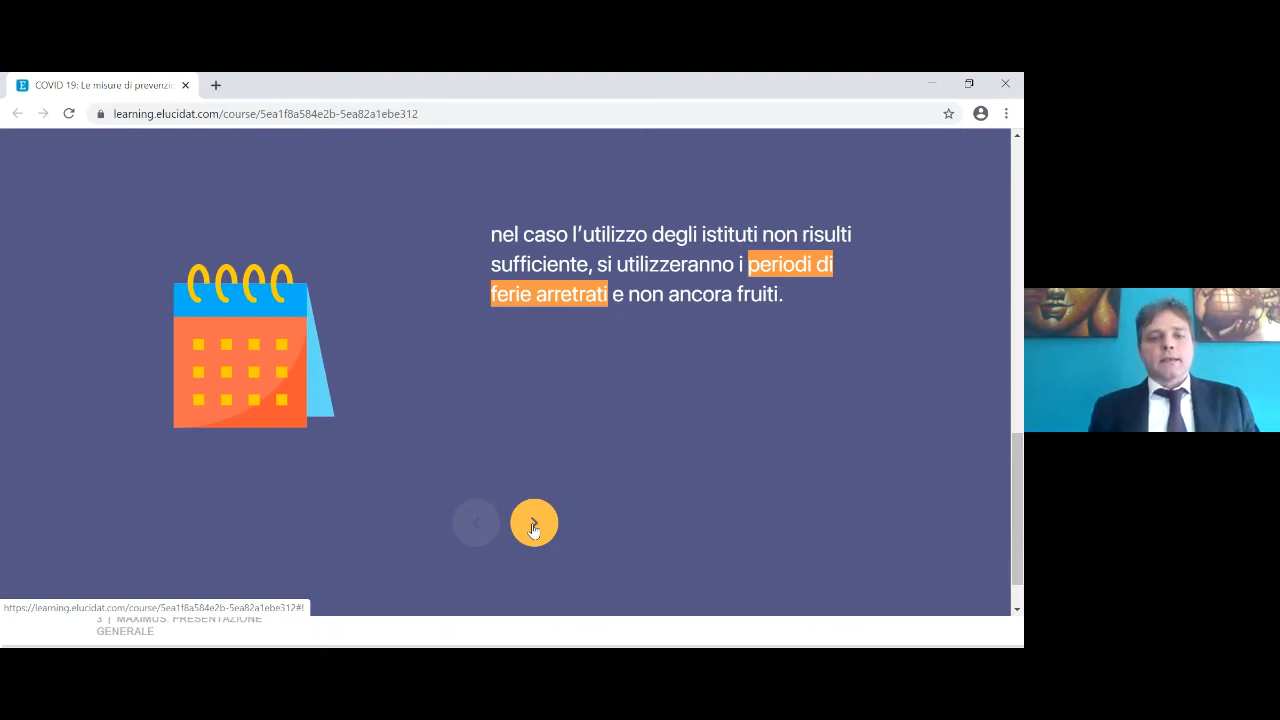 COVID 19: Le misure di prevenzi
learning.elucidat.com/course/5ea1f8a584e2b-5ea82a1ebe312
nel caso l’utilizzo degli istituti non risulti
sufficiente, si utilizzeranno i periodi di
ferie arretrati e non ancora fruiti.
https://learning.elucidat.com/course/5ea1f8a584e2b-5ea82a1ebe312#!
3 | MAXIMUS: PRESENTAZIONE
GENERALE